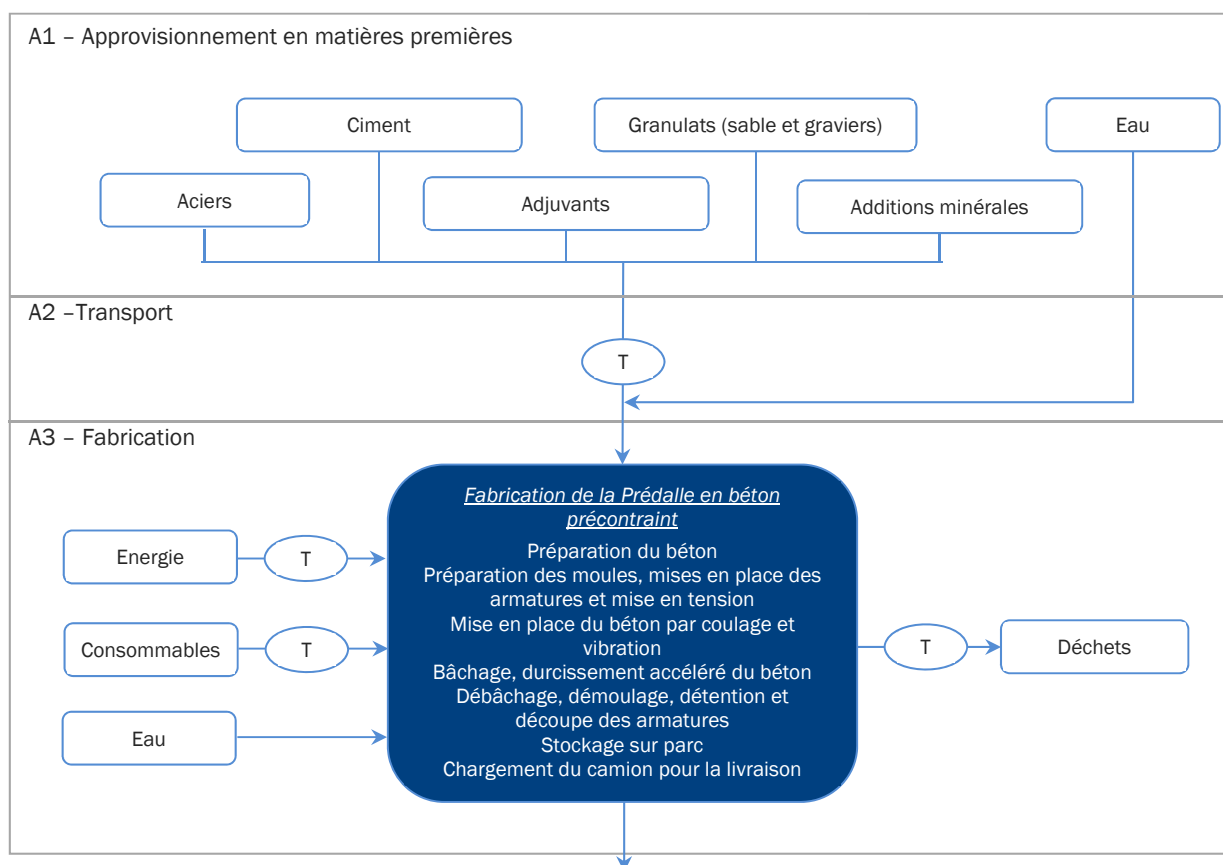 A1 – Approvisionnement en matières premières
Ciment
Granulats (sable et graviers)
Eau
Aciers
Adjuvants
Additions minérales
A2 –Transport
T
A3 – Fabrication
Fabrication de la Prédalle en béton
précontraint
Préparation du béton
Préparation des moules, mises en place des
armatures et mise en tension
Mise en place du béton par coulage et
vibration
Bâchage, durcissement accéléré du béton
Débâchage, démoulage, détention et
découpe des armatures
Stockage sur parc
Chargement du camion pour la livraison
Energie
T
Consommables
T
Eau
T
Déchets